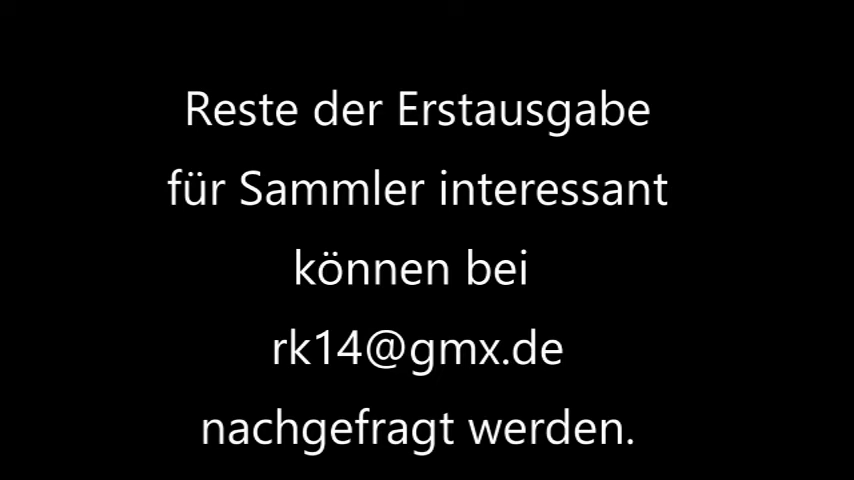 Reste der Erstausgabe
für Sammler interessant
können bei
rk14@gmx.de
nachgefragt werden.